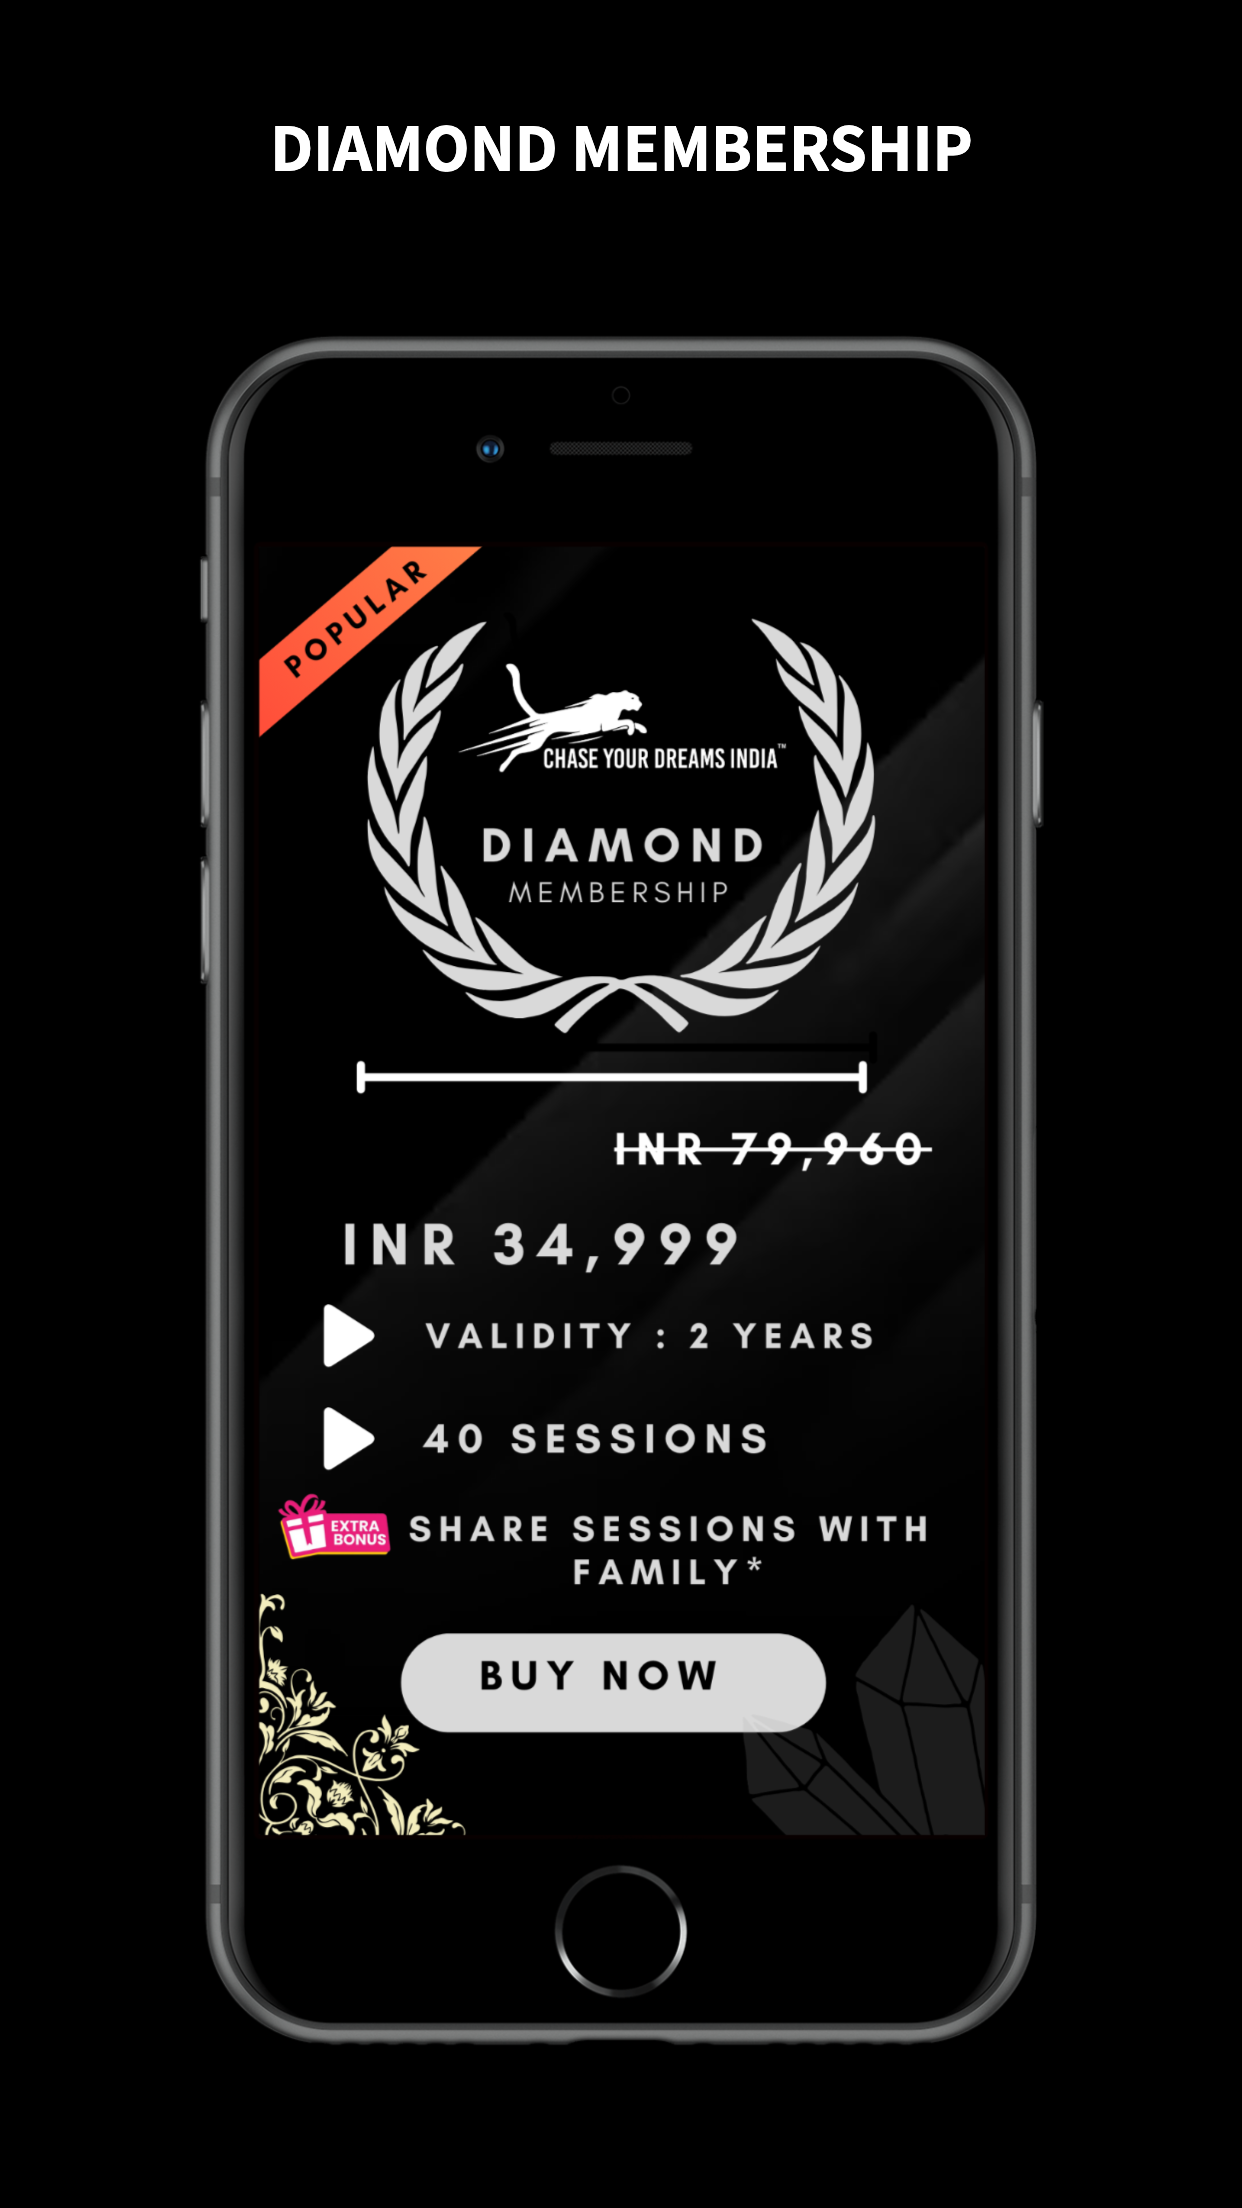 DIAMOND MEMBERSHIP
POPULAR
CHASE YOUR DREAMS INDIA™
DIAMOND
MEMBERSHIP
INR 79,960
INR 34,999
VALIDITY : 2 YEARS
40 SESSIONS
EXTRA
BONUS
SHARE SESSIONS WITH
FAMILY*
BUY NOW